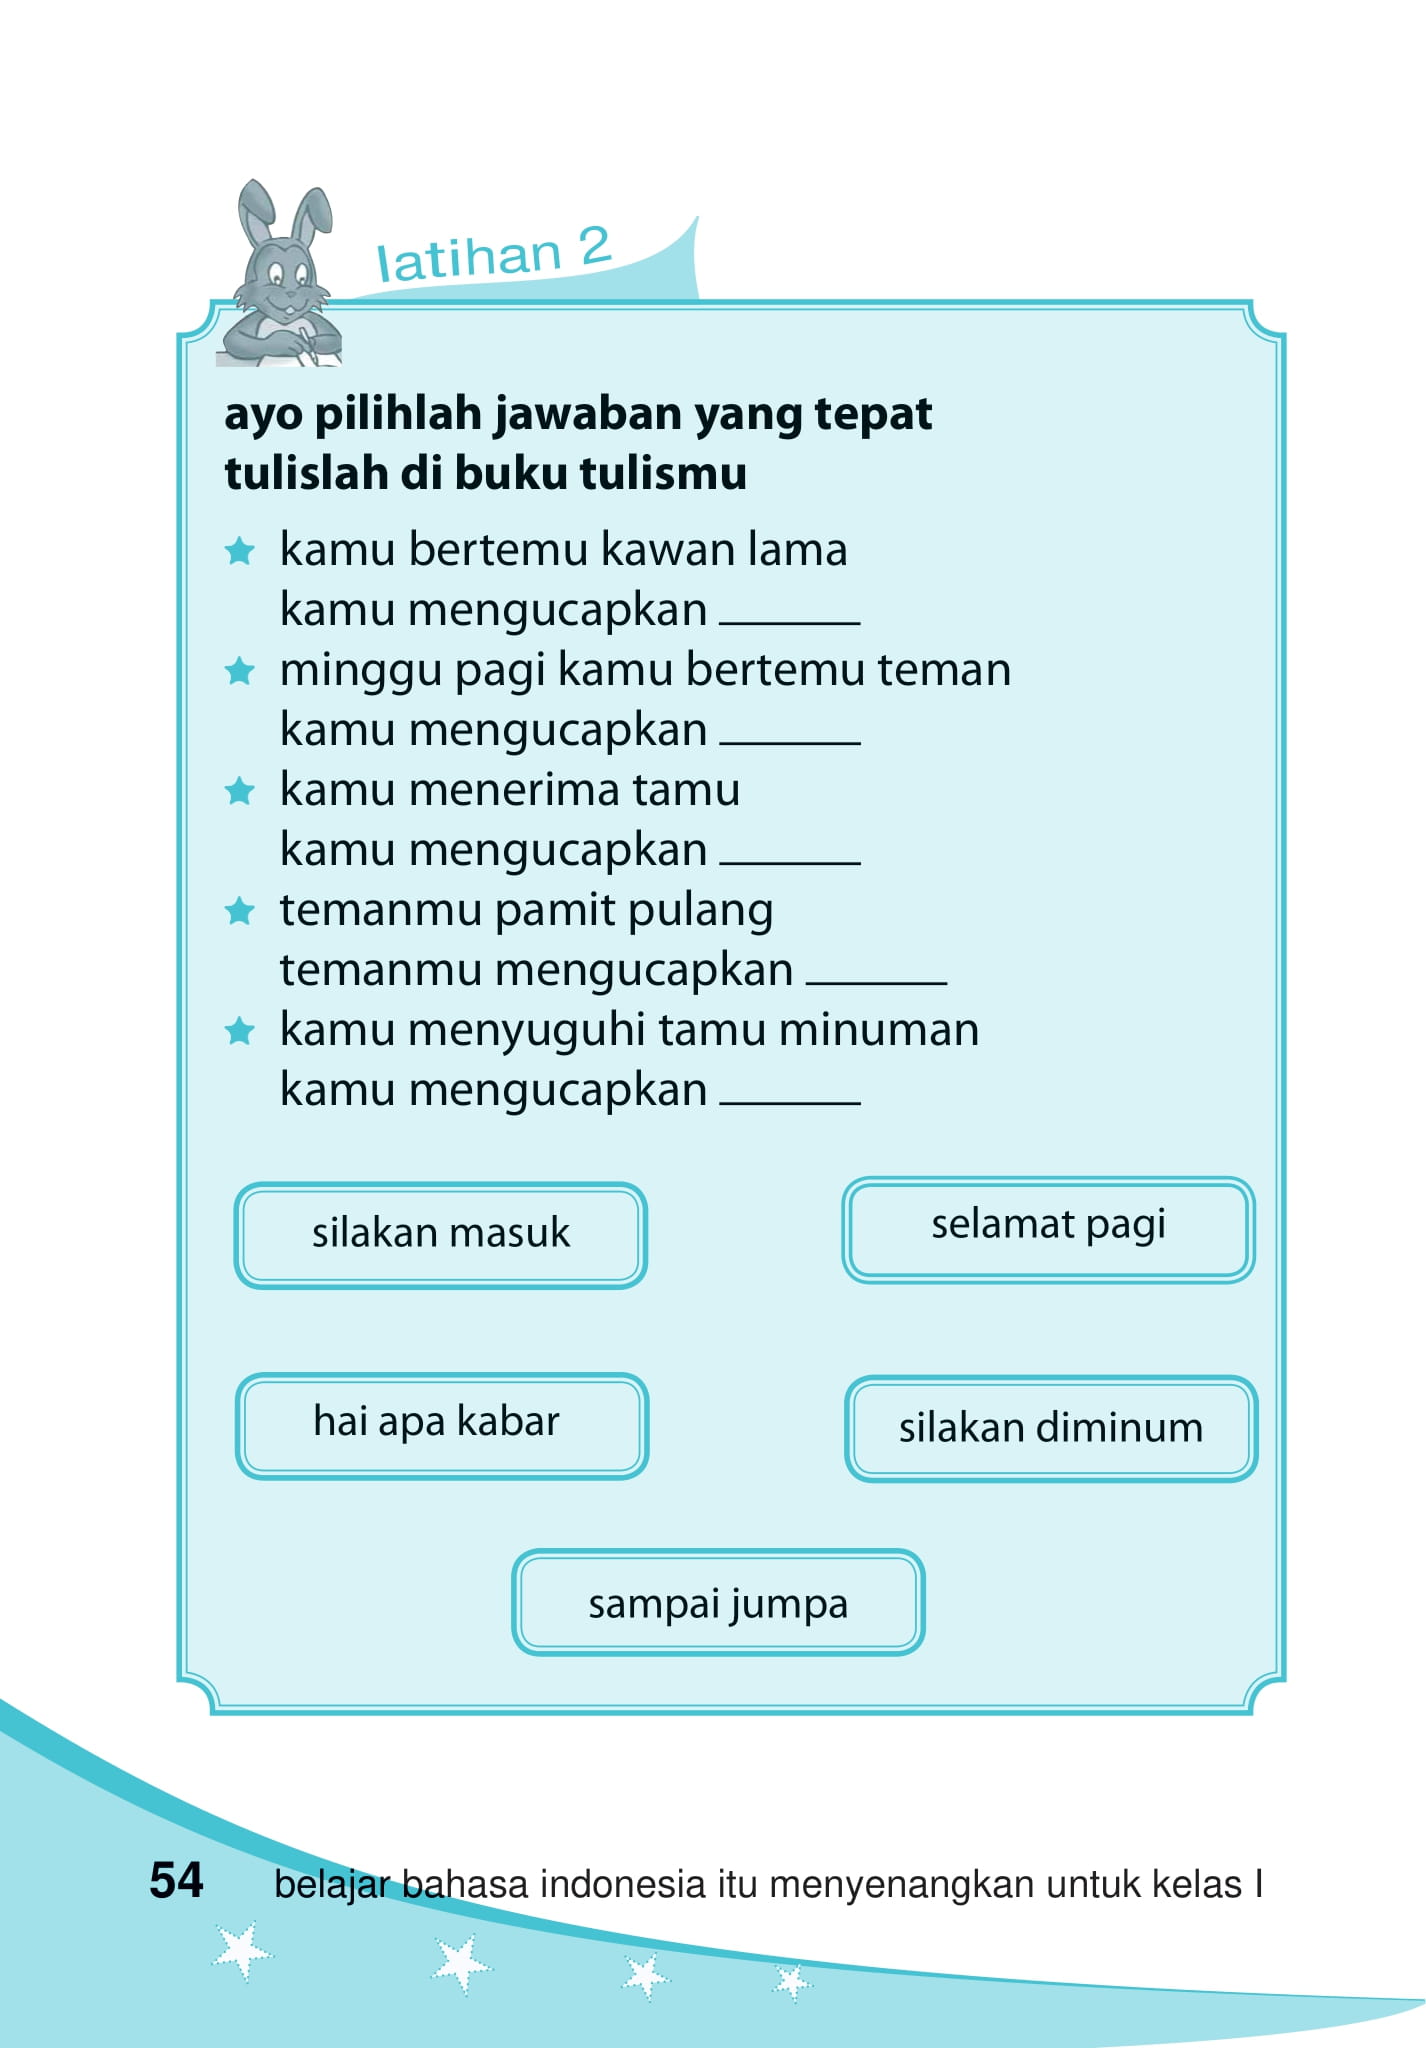 latihan 2
ayo pilihlah jawaban yang tepat
tulislah di buku tulismu
kamu bertemu kawan lama
kamu mengucapkan ______
minggu pagi kamu bertemu teman
kamu mengucapkan ______
kamu menerima tamu
kamu mengucapkan ______
temanmu pamit pulang
temanmu mengucapkan ______
kamu menyuguhi tamu minuman
kamu mengucapkan ______
silakan masuk
selamat pagi
hai apa kabar
silakan diminum
sampai jumpa
54 belajar bahasa indonesia itu menyenangkan untuk kelas I